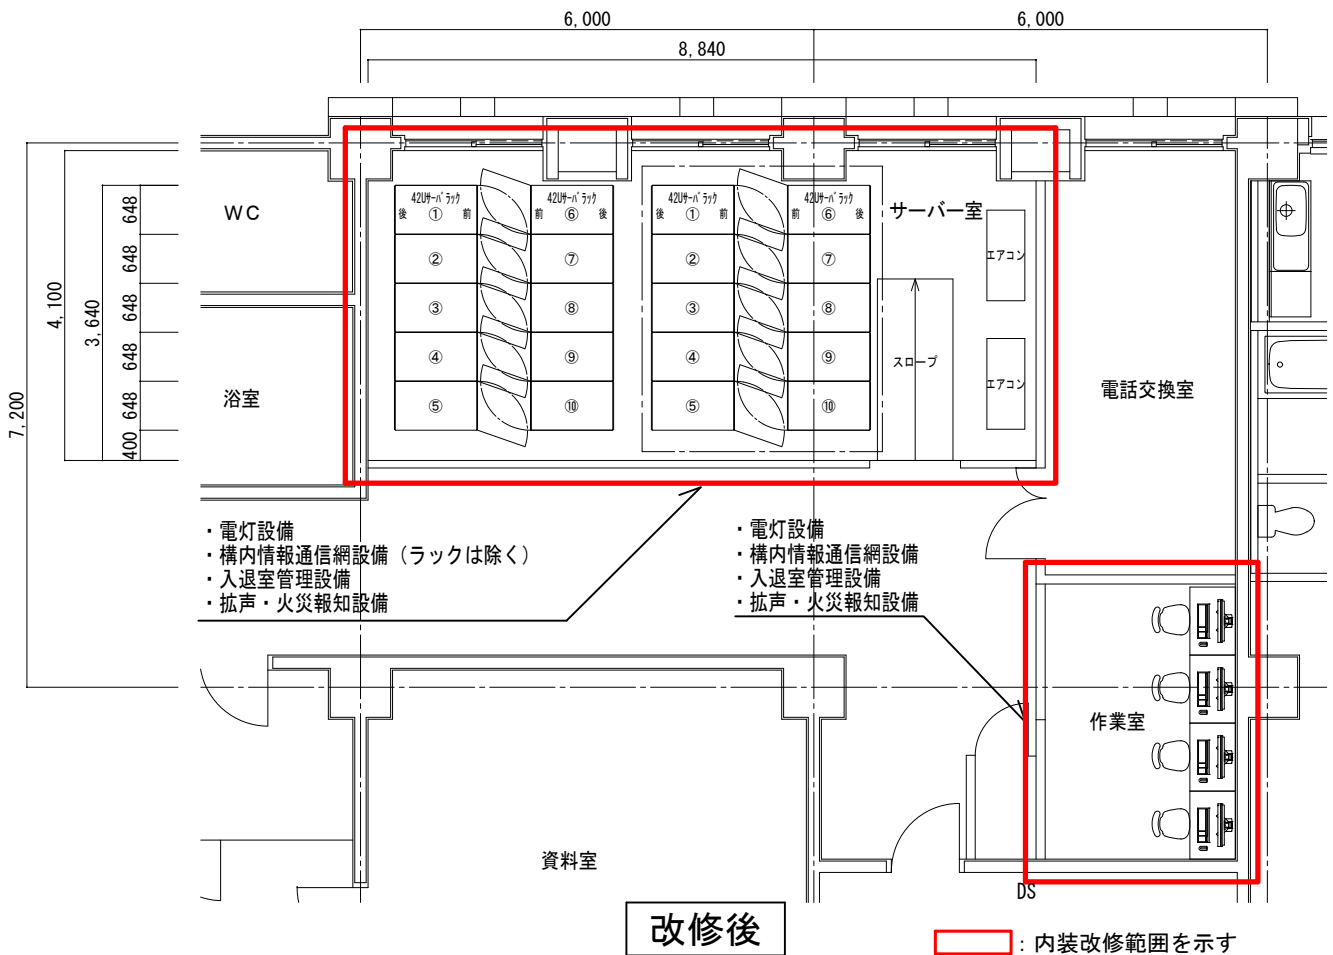 6,000
6,000
8,840
7,200
4,100
3,640
648
648
648
648
648
400
WC
浴室
42Uサーバラック
後 ① 前
②
③
④
⑤
42Uサーバラック
前 ⑥ 後
⑦
⑧
⑨
⑩
42Uサーバラック
後 ① 前
②
③
④
⑤
42Uサーバラック
前 ⑥ 後
⑦
⑧
⑨
⑩
サーバー室
エアコン
エアコン
スロープ
電話交換室
・電灯設備
・構内情報通信網設備（ラックは除く）
・入退室管理設備
・拡声・火災報知設備
・電灯設備
・構内情報通信網設備
・入退室管理設備
・拡声・火災報知設備
作業室
資料室
DS
改修後
：内装改修範囲を示す